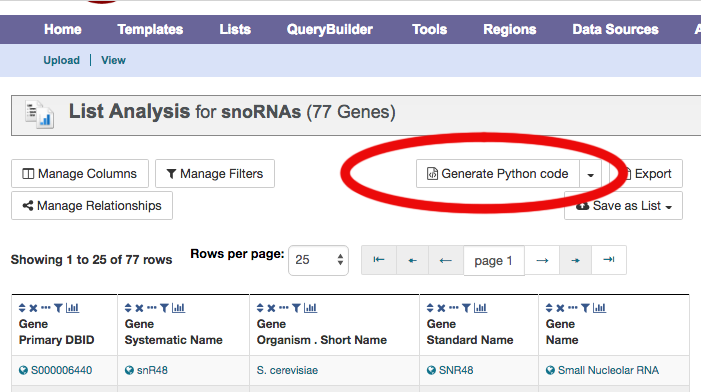 Home Templates Lists QueryBuilder Tools Regions Data Sources A
Upload View
List Analysis for snoRNAs (77 Genes)
Manage Columns Manage Filters Generate Python code Export
Manage Relationships Save as List
Showing 1 to 25 of 77 rows Rows per page: 25 page 1
Gene Gene Gene Gene Gene
Primary DBID Systematic Name Organism . Short Name Standard Name Name
S000006440 snR48 S. cerevisiae SNR48 Small Nucleolar RNA